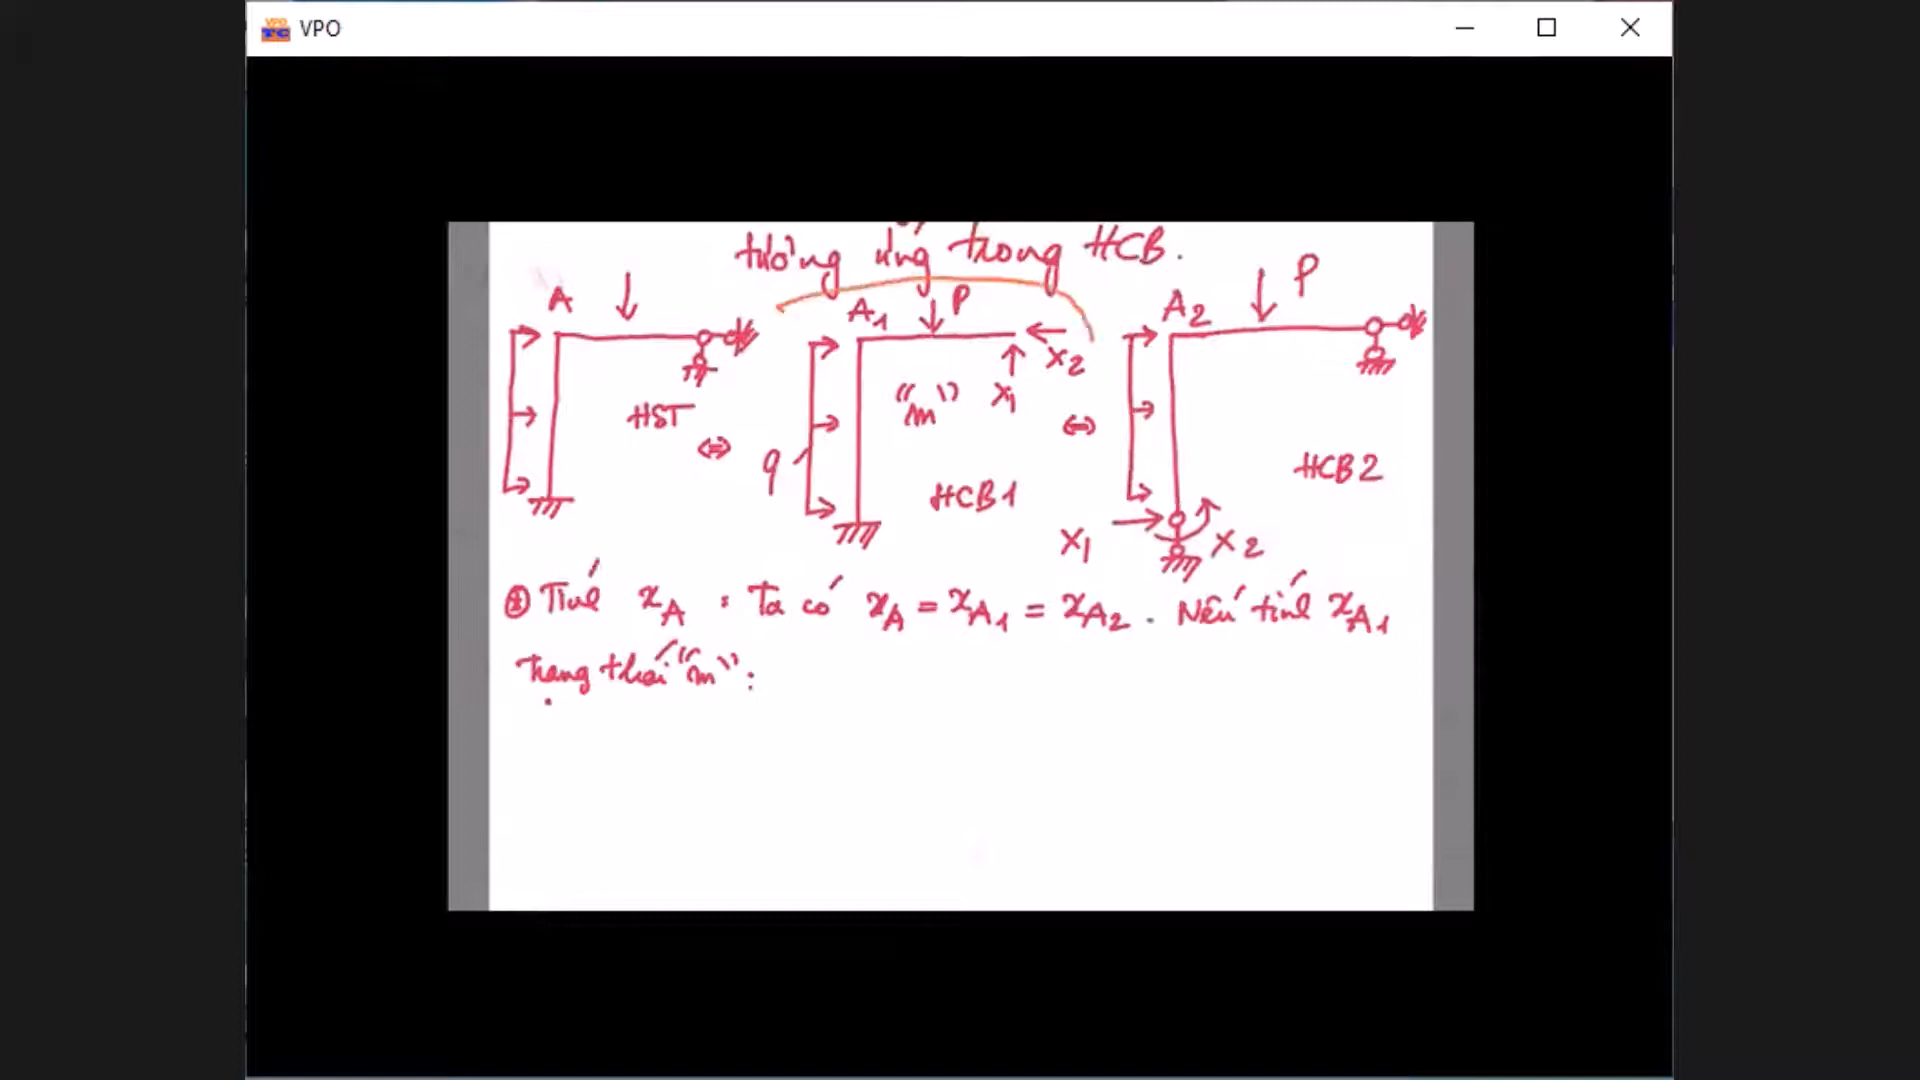 VPO
tương ứng trong HCB.
A
A1 P
A2 P
X2
X1
"m"
HST
⇔
⇔
q
HCB1
HCB2
X1 X2
① Tính xA : Ta có xA = xA1 = xA2 . Nếu tính xA1
Trạng thái "m" :